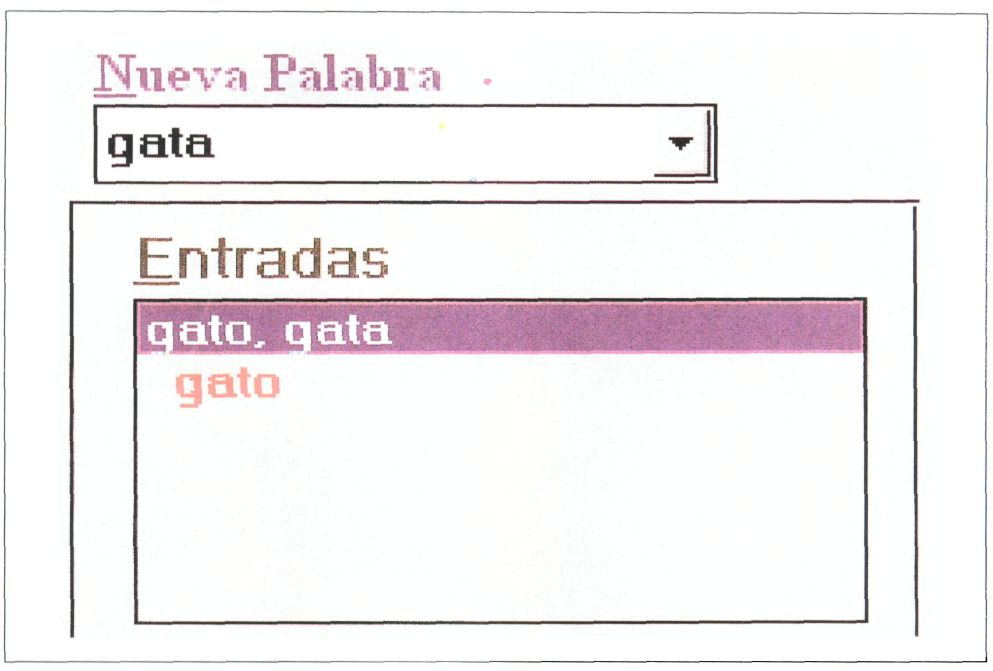 Nueva Palabra
gata
Entradas
gato, gata
gato